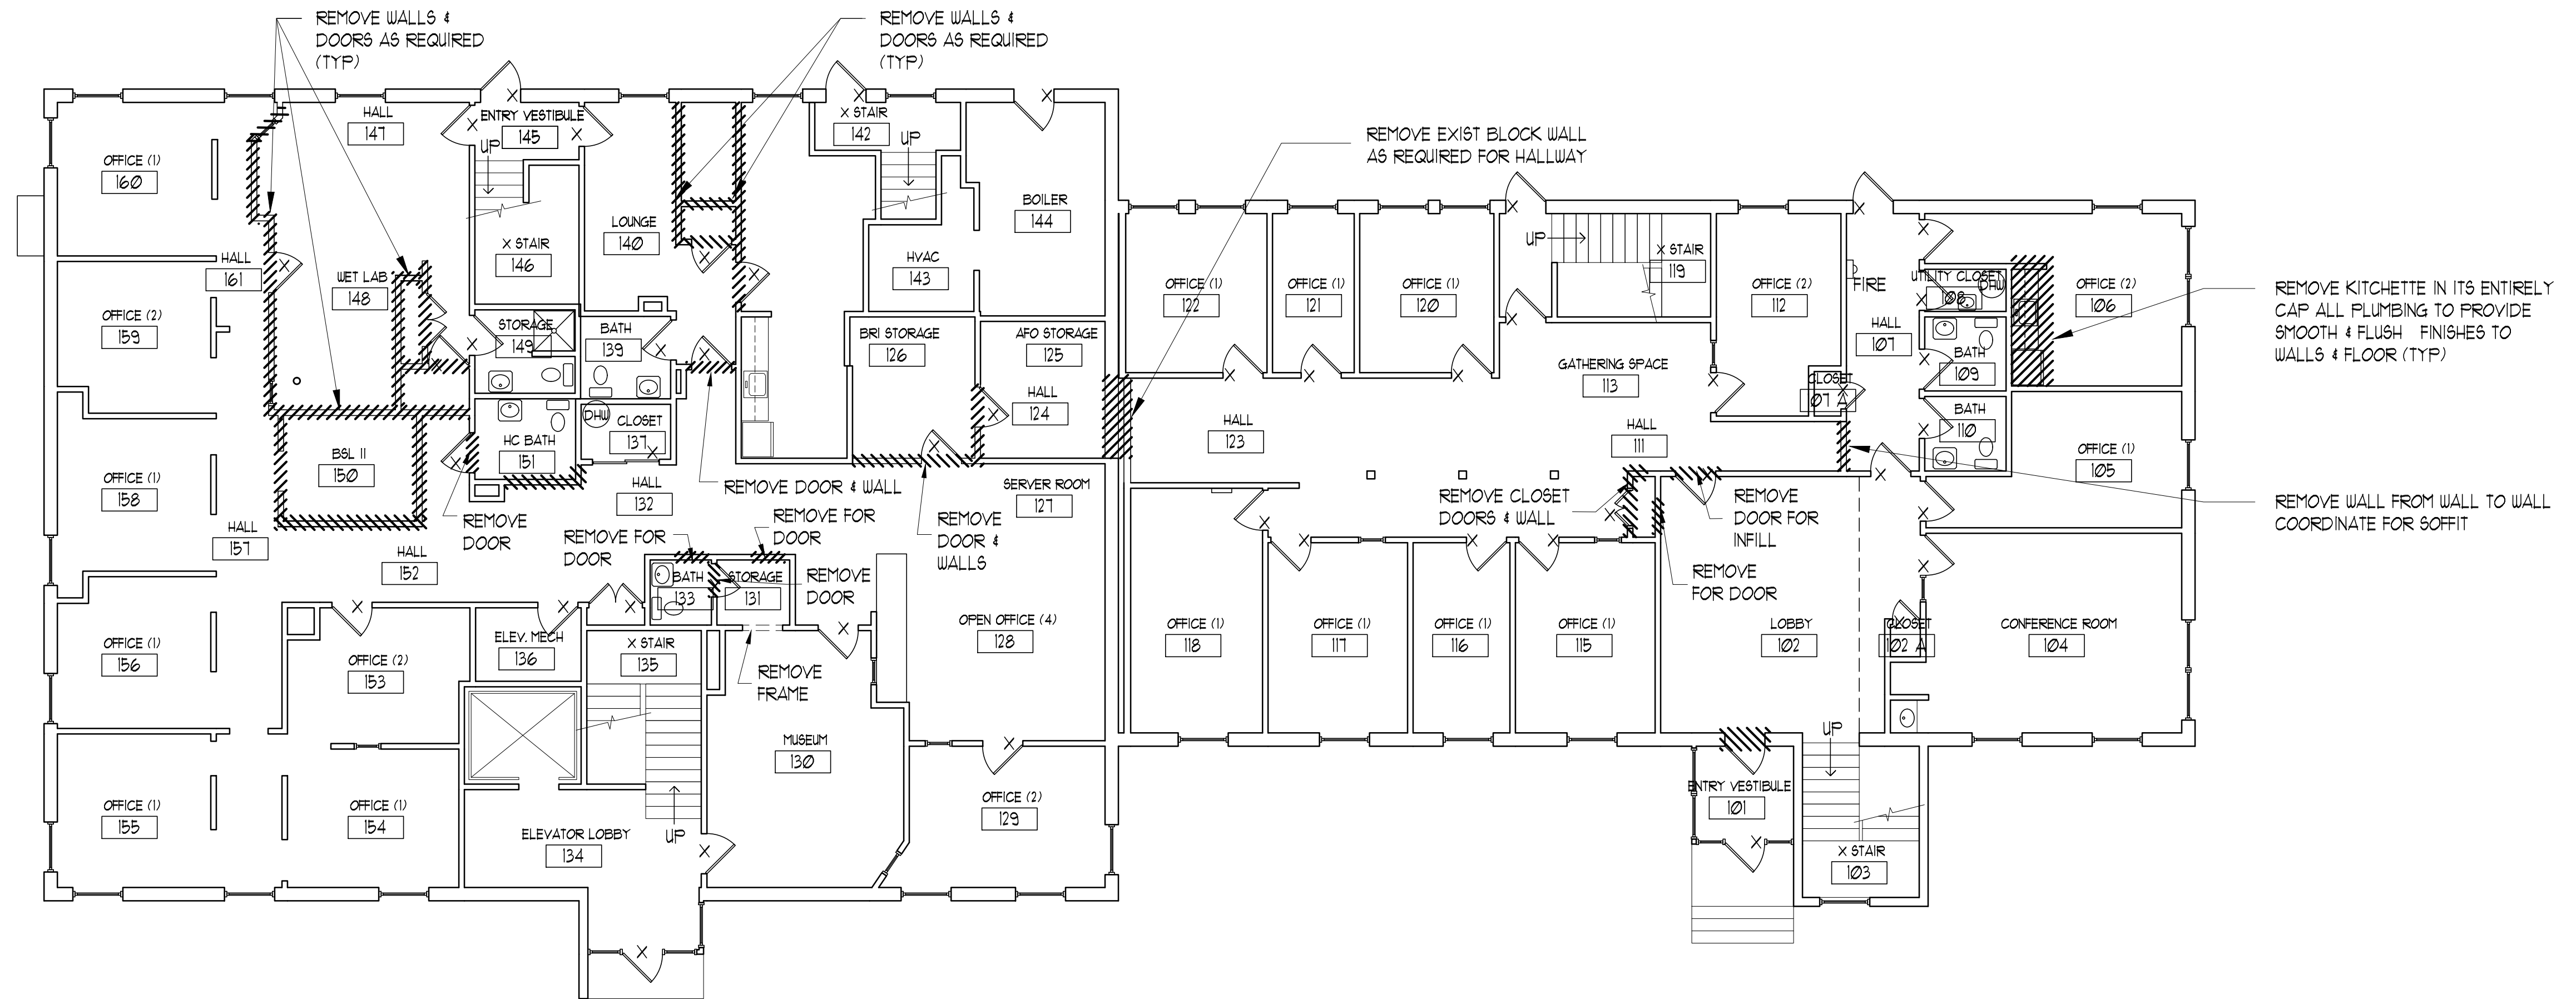 REMOVE WALLS &
DOORS AS REQUIRED
(TYP)
REMOVE WALLS &
DOORS AS REQUIRED
(TYP)
REMOVE EXIST BLOCK WALL
AS REQUIRED FOR HALLWAY
REMOVE KITCHETTE IN ITS ENTIRELY
CAP ALL PLUMBING TO PROVIDE
SMOOTH & FLUSH FINISHES TO
WALLS & FLOOR (TYP)
REMOVE WALL FROM WALL TO WALL
COORDINATE FOR SOFFIT
OFFICE (1)
160
HALL
147
ENTRY VESTIBULE
145
UP
X STAIR
146
LOUNGE
140
X STAIR
142
UP
HVAC
143
BOILER
144
HALL
161
WET LAB
148
OFFICE (2)
159
STORAGE
149
BATH
139
BRI STORAGE
126
AFO STORAGE
125
HALL
124
DHW
CLOSET
137
HC BATH
151
BSL II
150
OFFICE (1)
158
HALL
157
HALL
152
HALL
132
REMOVE DOOR & WALL
REMOVE
DOOR
REMOVE FOR
DOOR
REMOVE FOR
DOOR
REMOVE
DOOR &
WALLS
SERVER ROOM
127
BATH
133
STORAGE
131
REMOVE
DOOR
OFFICE (1)
156
OFFICE (2)
153
ELEV. MECH
136
X STAIR
135
REMOVE
FRAME
OPEN OFFICE (4)
128
MUSEUM
130
OFFICE (1)
155
OFFICE (1)
154
ELEVATOR LOBBY
134
UP
OFFICE (2)
129
OFFICE (1)
122
OFFICE (1)
121
OFFICE (1)
120
UP
X STAIR
119
OFFICE (2)
112
FIRE
HALL
107
UTILITY CLOSET
108
DHW
OFFICE (2)
106
GATHERING SPACE
113
CLOSET
107 A
BATH
109
BATH
110
OFFICE (1)
105
HALL
123
HALL
111
REMOVE CLOSET
DOORS & WALL
REMOVE
DOOR FOR
INFILL
REMOVE
FOR DOOR
OFFICE (1)
118
OFFICE (1)
117
OFFICE (1)
116
OFFICE (1)
115
LOBBY
102
CLOSET
102 A
CONFERENCE ROOM
104
UP
ENTRY VESTIBULE
101
X STAIR
103